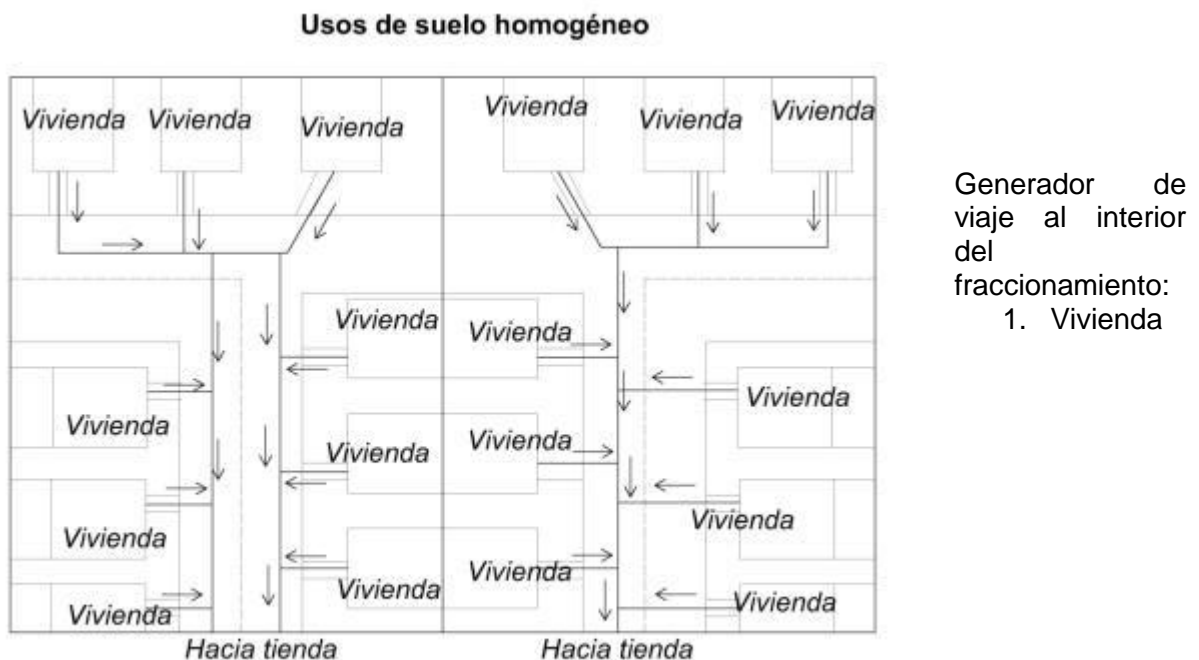 Usos de suelo homogéneo
Vivienda Vivienda Vivienda Vivienda Vivienda Vivienda
Vivienda Vivienda
Vivienda Vivienda
Vivienda Vivienda
Vivienda Vivienda
Vivienda Vivienda
Vivienda Vivienda
Hacia tienda Hacia tienda
Generador de
viaje al interior
del
fraccionamiento:
1. Vivienda